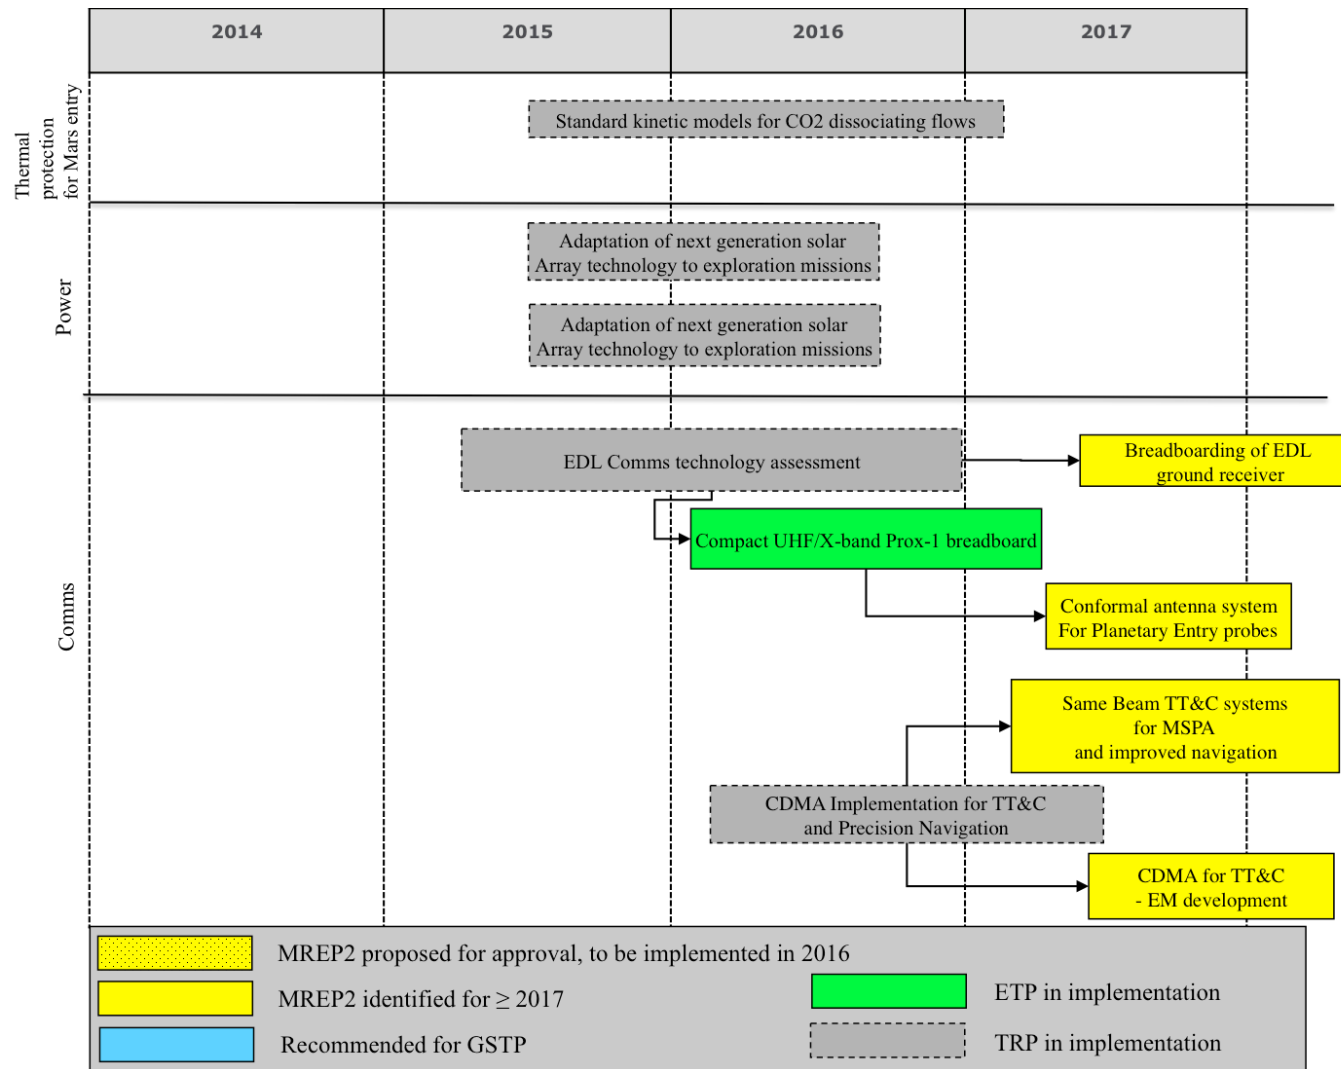 2014
2015
2016
2017
Thermal
protection
for Mars entry
Standard kinetic models for CO2 dissociating flows
Power
Adaptation of next generation solar
Array technology to exploration missions
Adaptation of next generation solar
Array technology to exploration missions
Comms
EDL Comms technology assessment
Breadboarding of EDL
ground receiver
Compact UHF/X-band Prox-1 breadboard
Conformal antenna system
For Planetary Entry probes
Same Beam TT&C systems
for MSPA
and improved navigation
CDMA Implementation for TT&C
and Precision Navigation
CDMA for TT&C
- EM development
MREP2 proposed for approval, to be implemented in 2016
MREP2 identified for ≥ 2017
Recommended for GSTP
ETP in implementation
TRP in implementation